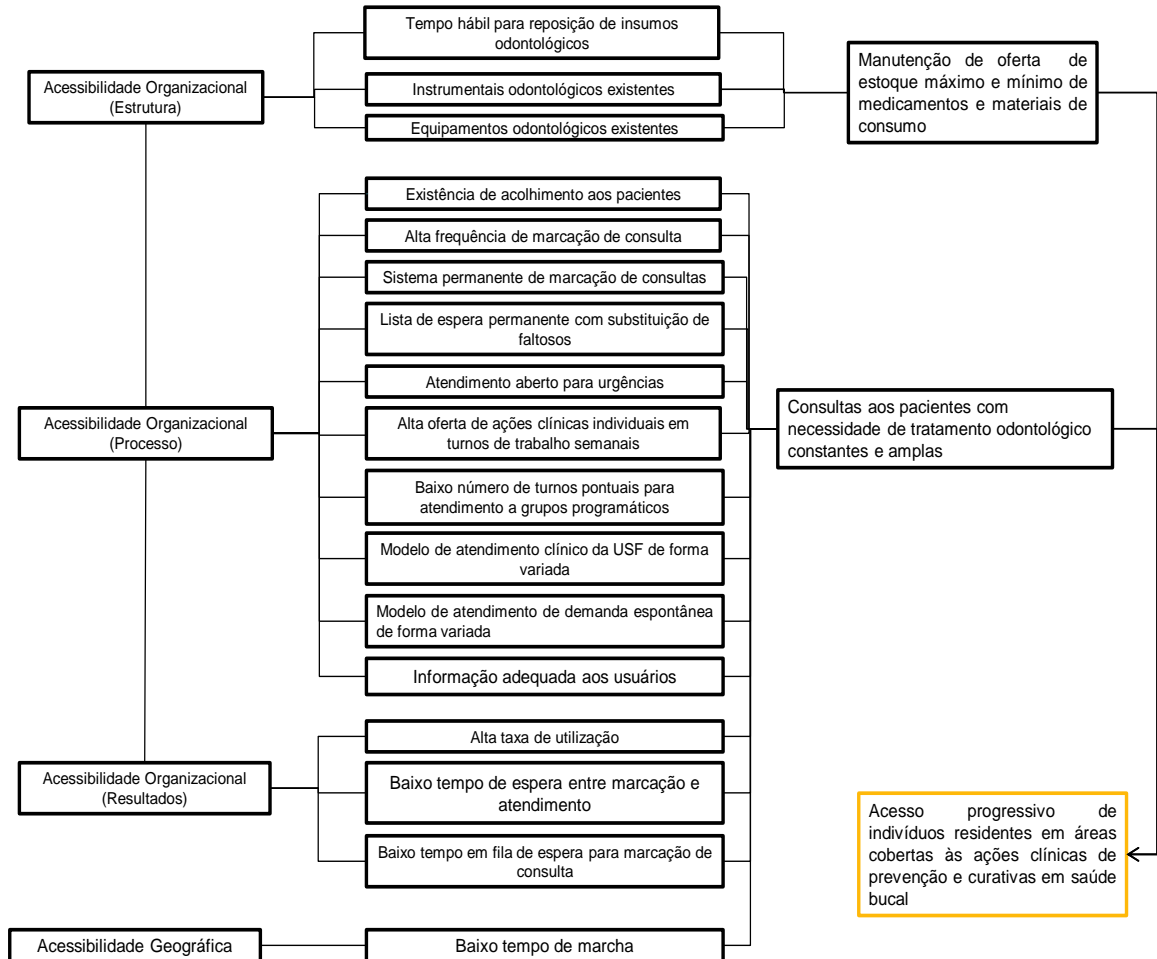 Tempo hábil para reposição de insumos
odontológicos
Manutenção de oferta de
estoque máximo e mínimo de
medicamentos e materiais de
consumo
Acessibilidade Organizacional
(Estrutura)
Instrumentais odontológicos existentes
Equipamentos odontológicos existentes
Existência de acolhimento aos pacientes
Alta frequência de marcação de consulta
Sistema permanente de marcação de consultas
Lista de espera permanente com substituição de
faltosos
Atendimento aberto para urgências
Acessibilidade Organizacional
(Processo)
Alta oferta de ações clínicas individuais em
turnos de trabalho semanais
Consultas aos pacientes com
necessidade de tratamento odontológico
constantes e amplas
Baixo número de turnos pontuais para
atendimento a grupos programáticos
Modelo de atendimento clínico da USF de forma
variada
Modelo de atendimento de demanda espontânea
de forma variada
Informação adequada aos usuários
Alta taxa de utilização
Acessibilidade Organizacional
(Resultados)
Baixo tempo de espera entre marcação e
atendimento
Baixo tempo em fila de espera para marcação de
consulta
Acesso progressivo de
indivíduos residentes em áreas
cobertas às ações clínicas de
prevenção e curativas em saúde
bucal
Acessibilidade Geográfica
Baixo tempo de marcha